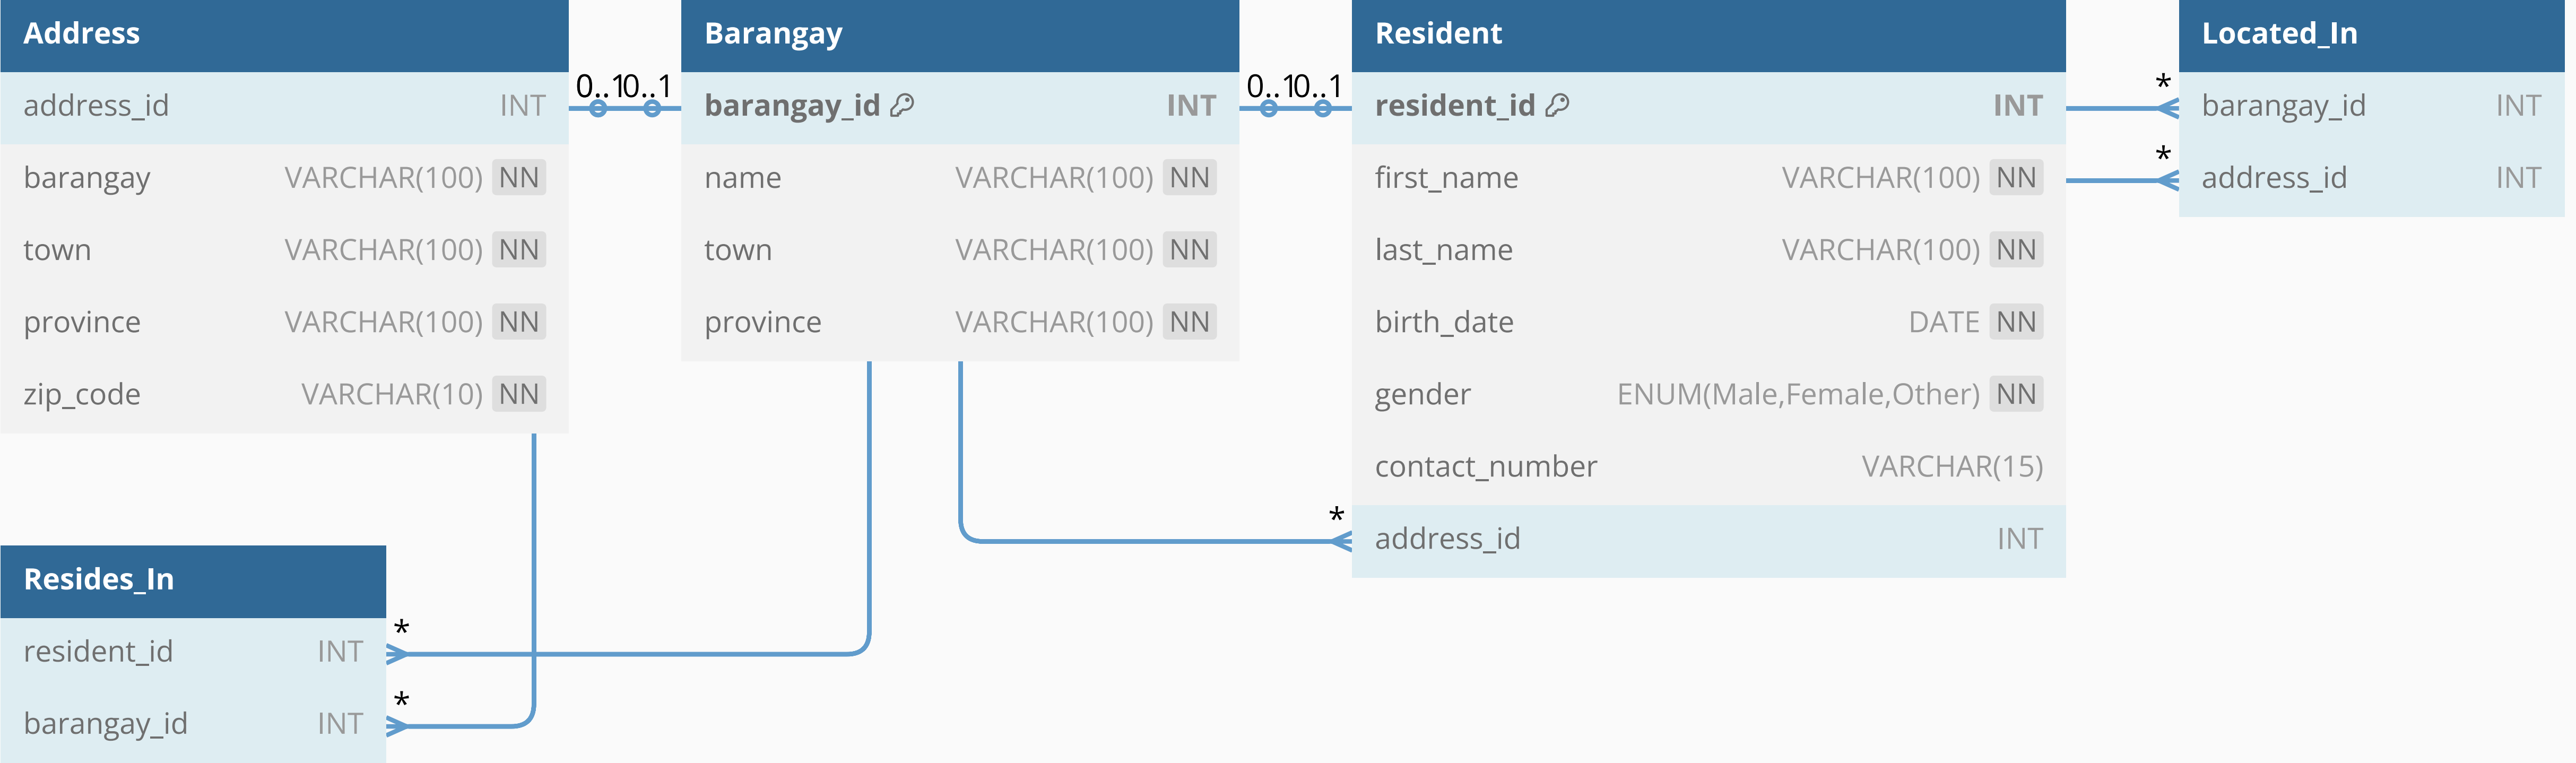 Address
address_id INT
barangay VARCHAR(100) NN
town VARCHAR(100) NN
province VARCHAR(100) NN
zip_code VARCHAR(10) NN
0..1 0..1
Barangay
barangay_id INT
name VARCHAR(100) NN
town VARCHAR(100) NN
province VARCHAR(100) NN
0..1 0..1
Resident
resident_id INT
first_name VARCHAR(100) NN
last_name VARCHAR(100) NN
birth_date DATE NN
gender ENUM(Male,Female,Other) NN
contact_number VARCHAR(15)
* address_id INT
Located_In
* barangay_id INT
* address_id INT
Resides_In
resident_id INT *
barangay_id INT *